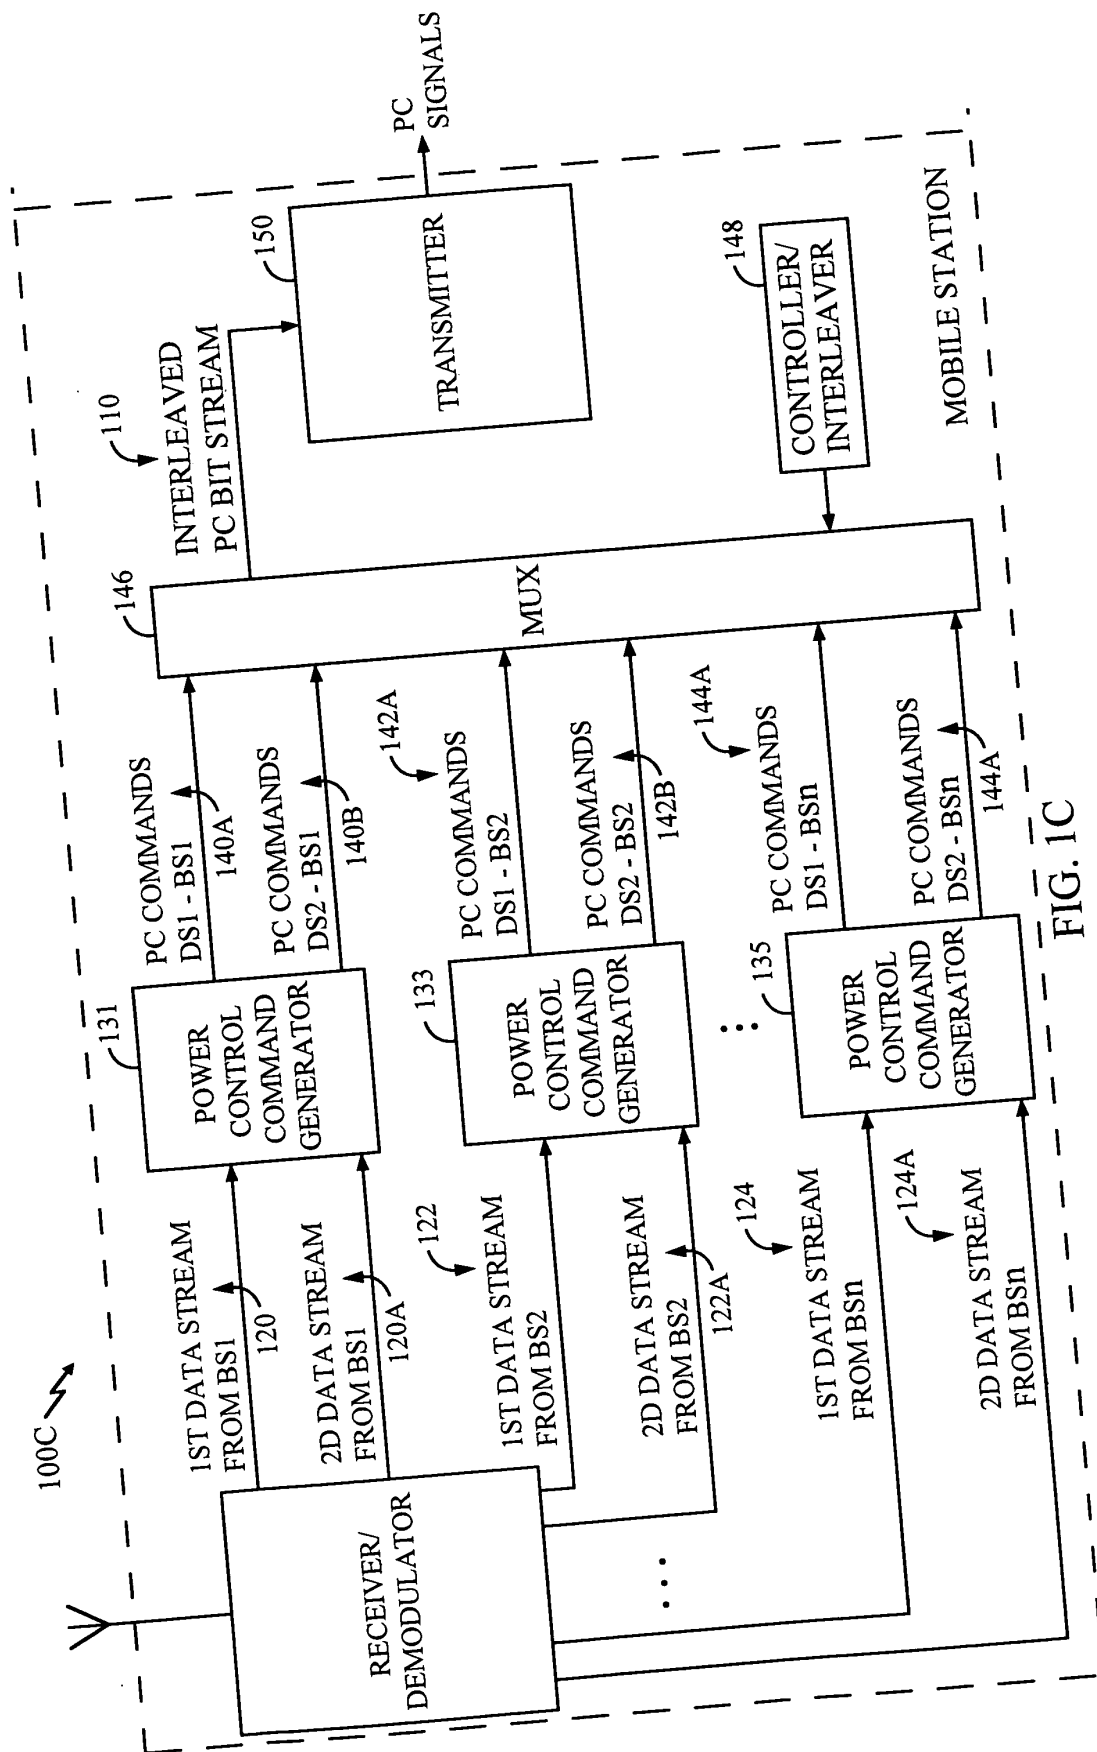 100C
RECEIVER/
DEMODULATOR
1ST DATA STREAM
FROM BS1
120
2D DATA STREAM
FROM BS1
120A
122
1ST DATA STREAM
FROM BS2
2D DATA STREAM
FROM BS2
122A
124
1ST DATA STREAM
FROM BSn
124A
2D DATA STREAM
FROM BSn
131
POWER
CONTROL
COMMAND
GENERATOR
133
POWER
CONTROL
COMMAND
GENERATOR
135
POWER
CONTROL
COMMAND
GENERATOR
PC COMMANDS
DS1 - BS1
140A
PC COMMANDS
DS2 - BS1
140B
142A
PC COMMANDS
DS1 - BS2
PC COMMANDS
DS2 - BS2
142B
144A
PC COMMANDS
DS1 - BSn
PC COMMANDS
DS2 - BSn
144A
146
MUX
110
INTERLEAVED
PC BIT STREAM
150
TRANSMITTER
PC
SIGNALS
148
CONTROLLER/
INTERLEAVER
MOBILE STATION
FIG. 1C